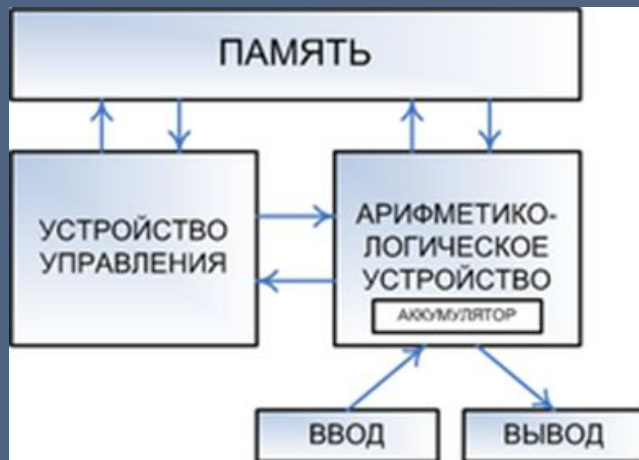 ПАМЯТЬ
УСТРОЙСТВО
УПРАВЛЕНИЯ
АРИФМЕТИКО-
ЛОГИЧЕСКОЕ
УСТРОЙСТВО
АККУМУЛЯТОР
ВВОД
ВЫВОД